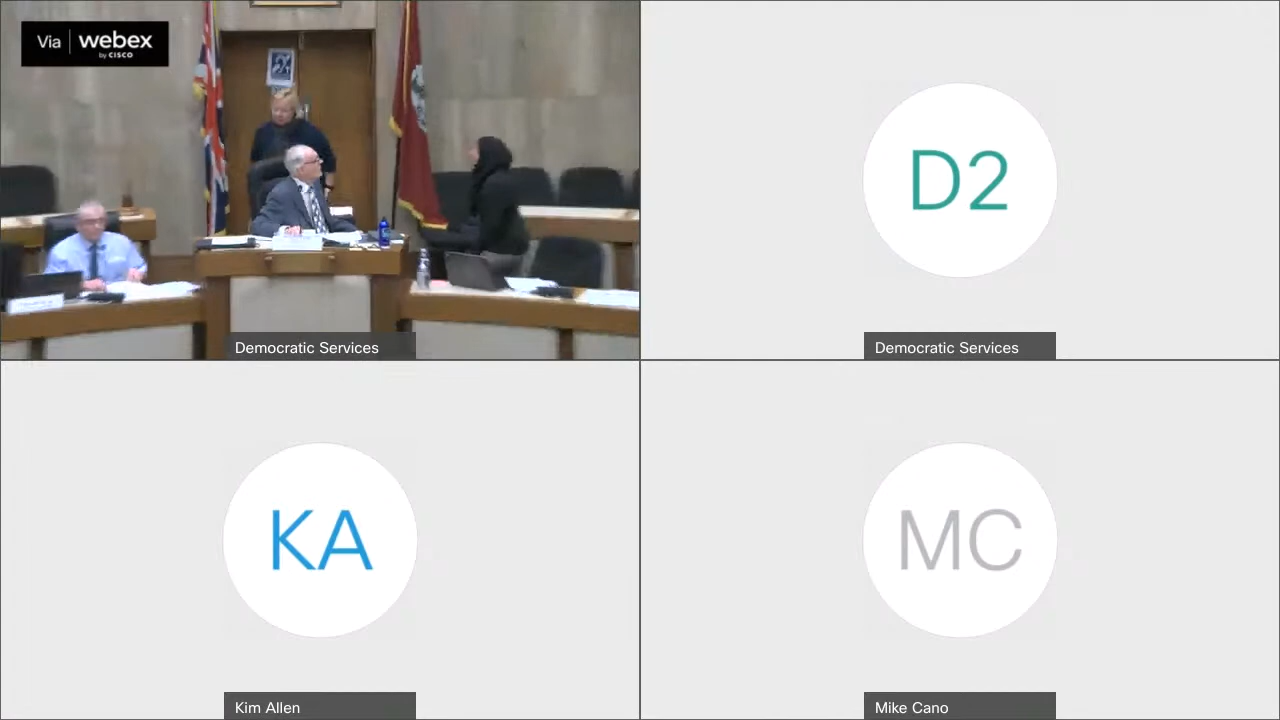 Via webex
by CISCO
Democratic Services
D2
Democratic Services
KA
Kim Allen
MC
Mike Cano